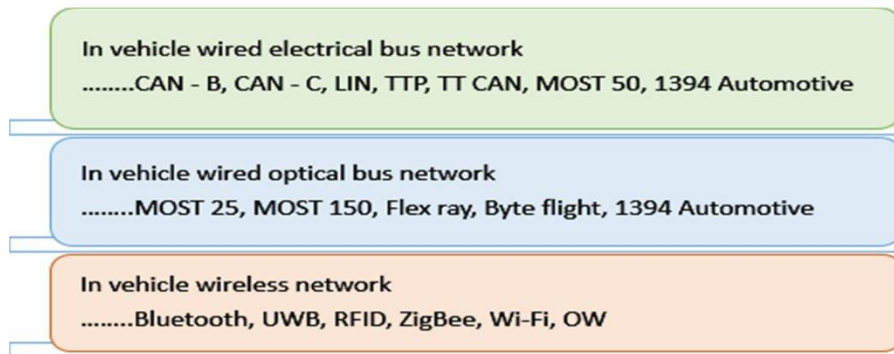 In vehicle wired electrical bus network
........CAN - B, CAN - C, LIN, TTP, TT CAN, MOST 50, 1394 Automotive
In vehicle wired optical bus network
........MOST 25, MOST 150, Flex ray, Byte flight, 1394 Automotive
In vehicle wireless network
........Bluetooth, UWB, RFID, ZigBee, Wi-Fi, OW